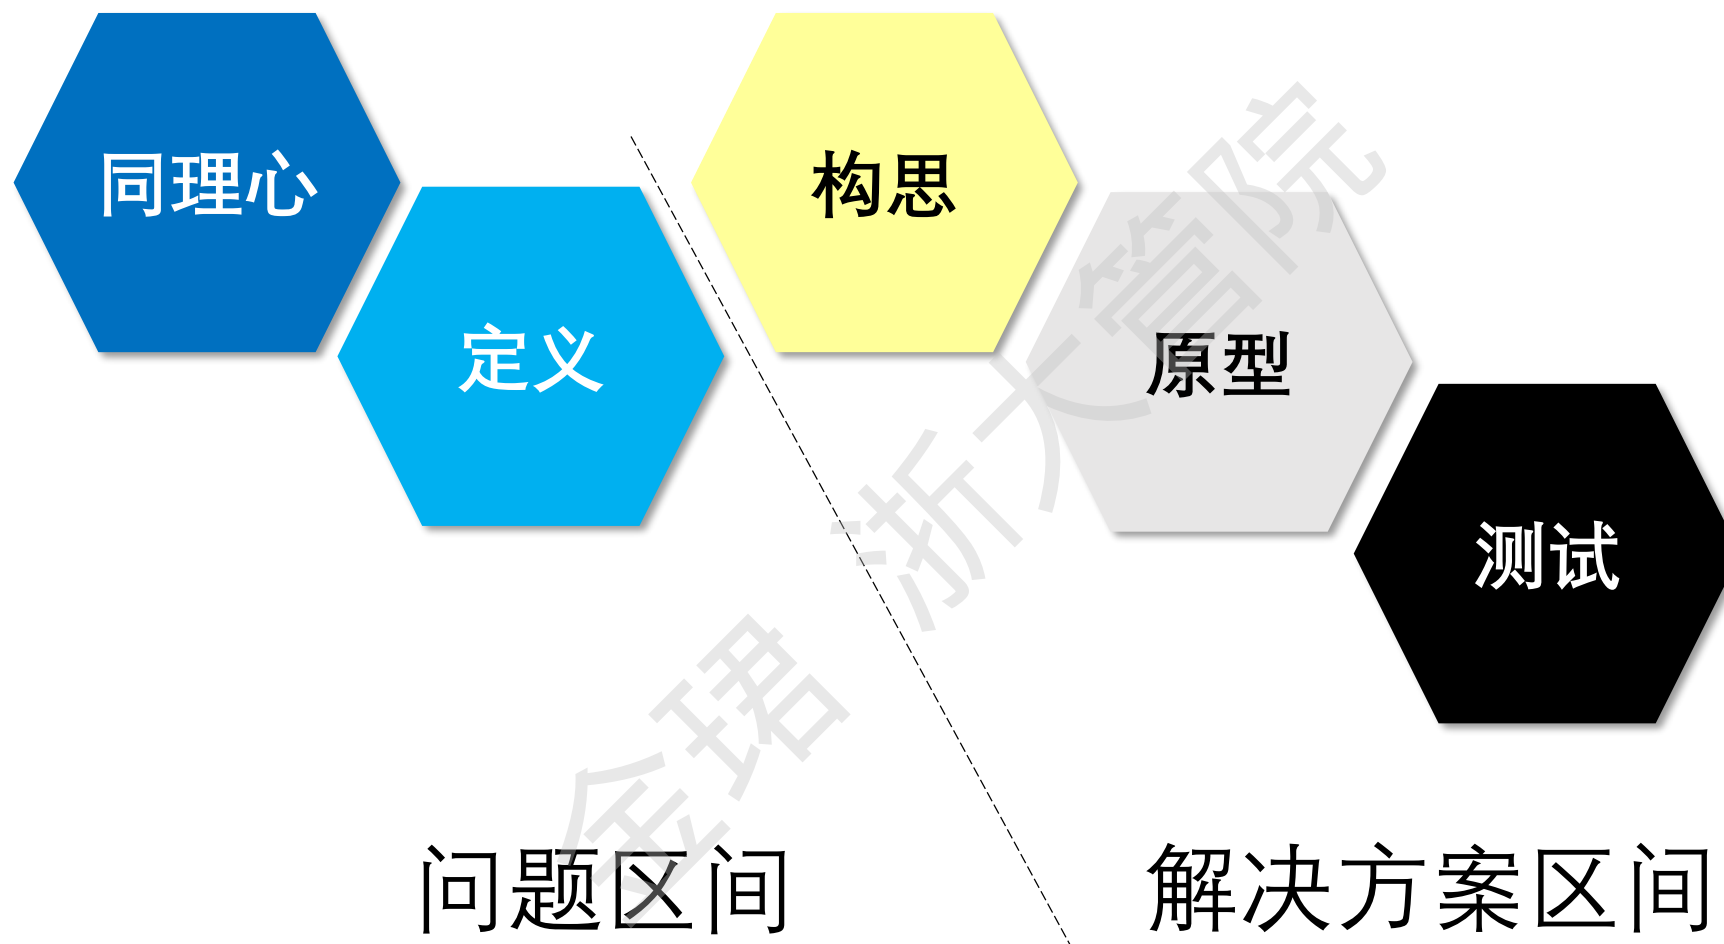 同理心
定义
构思
原型
测试
问题区间
解决方案区间
金珺 浙大管院